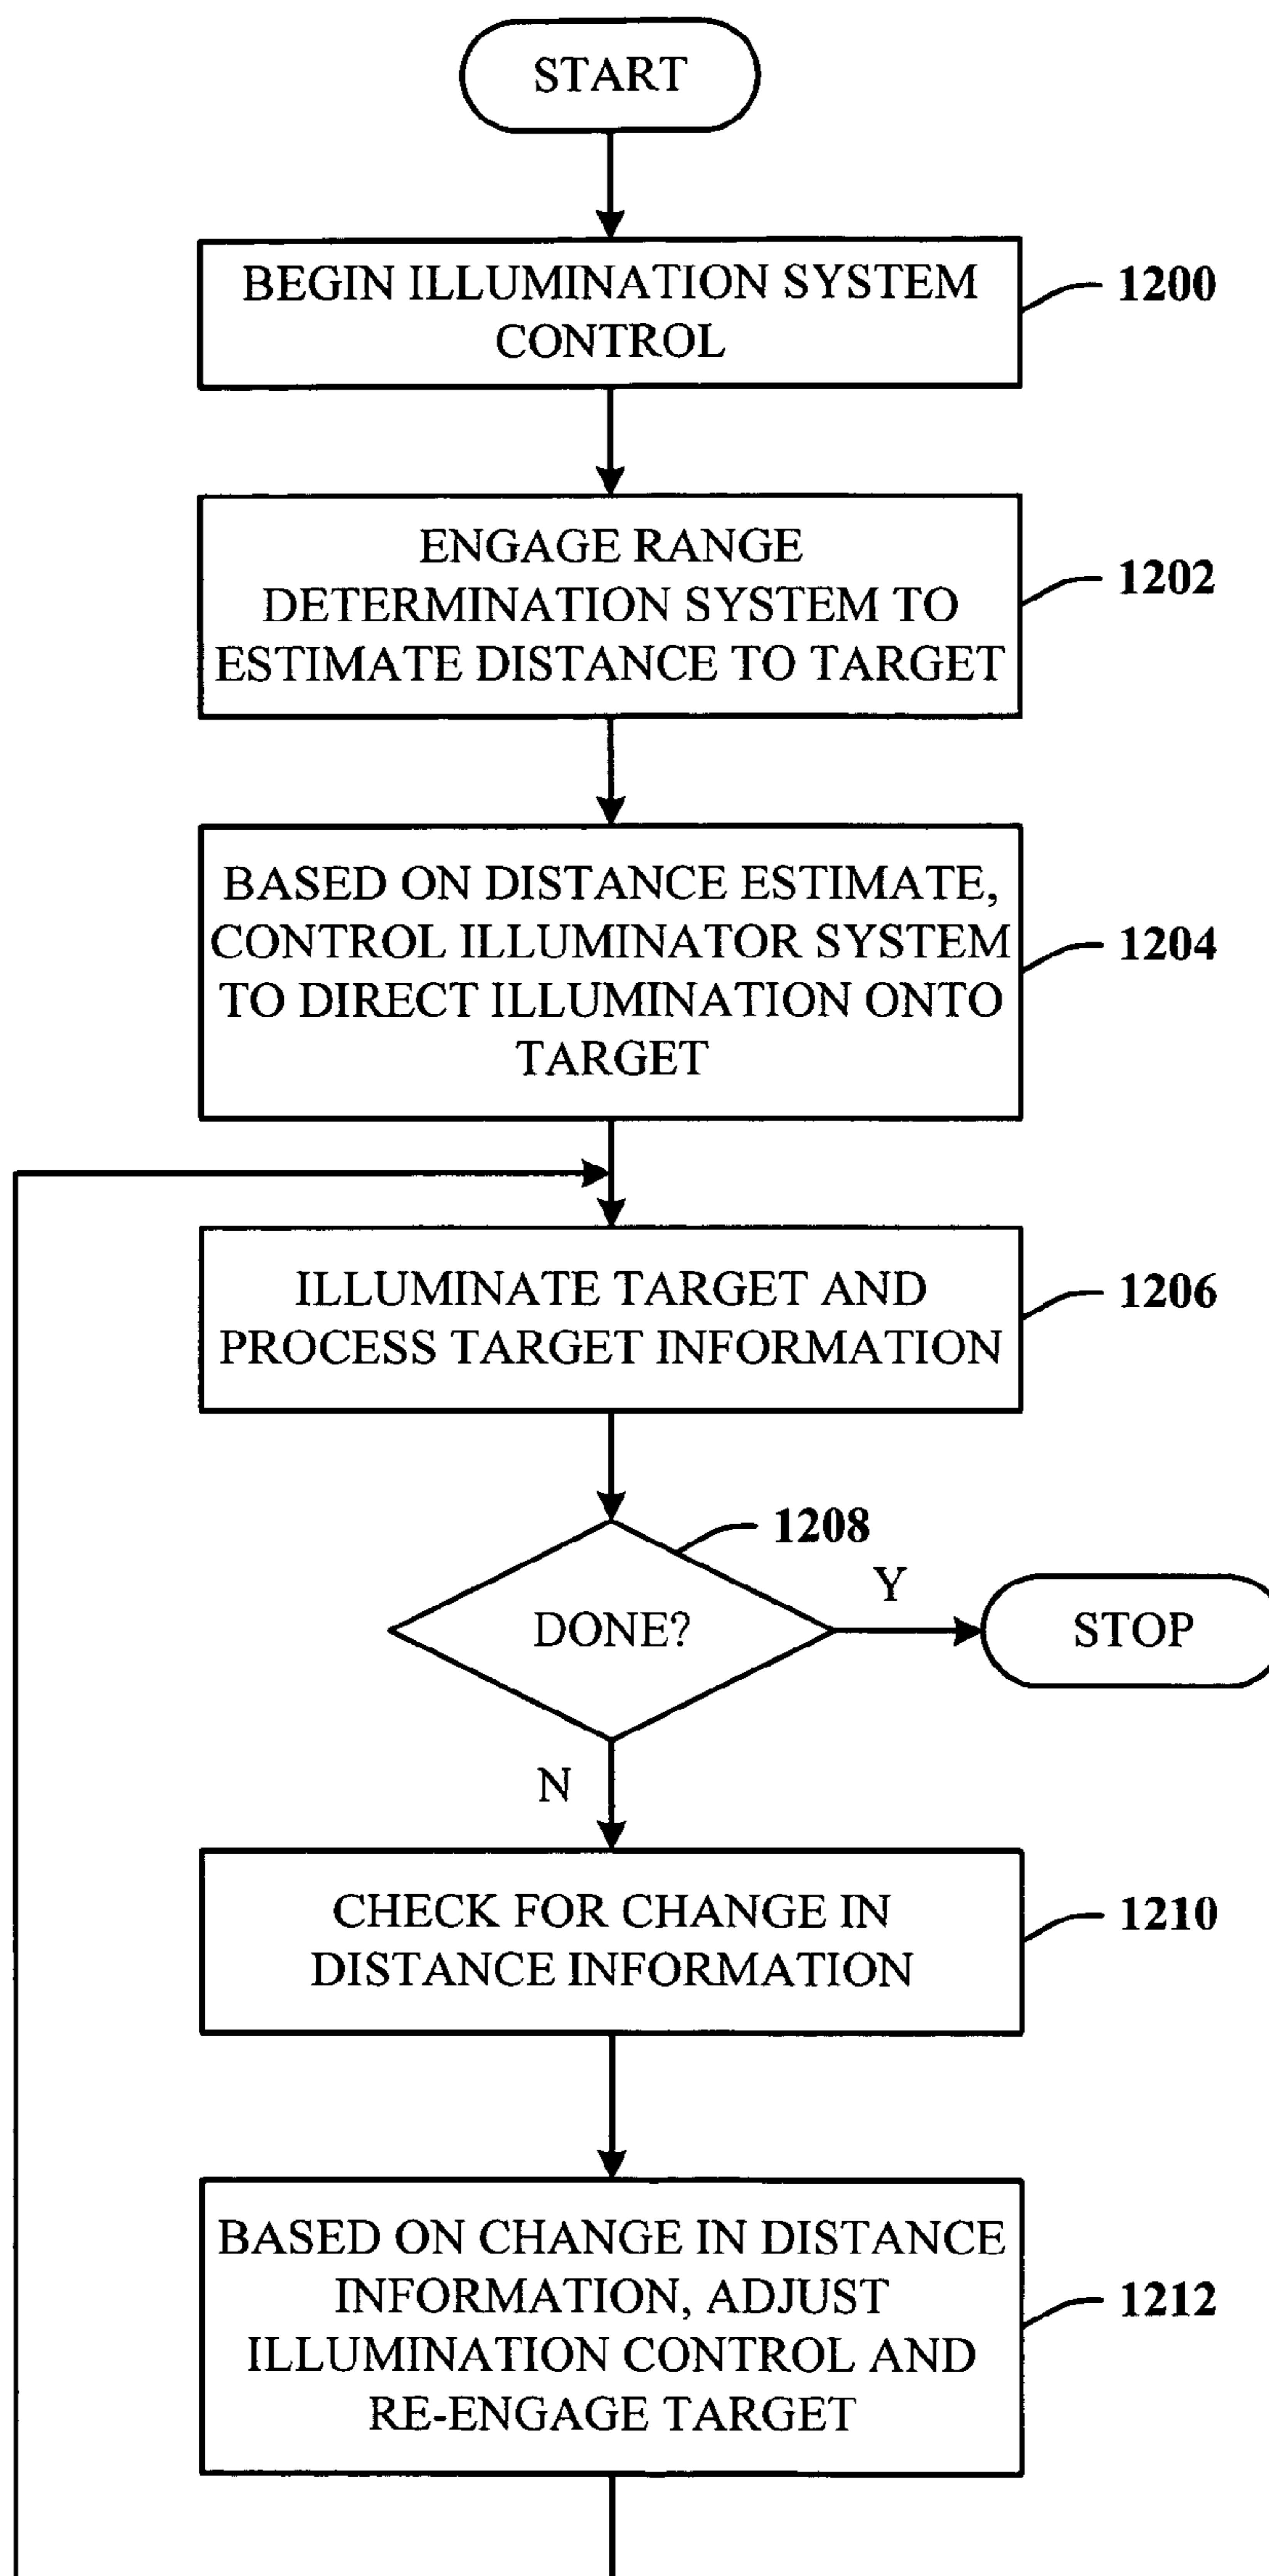 START
BEGIN ILLUMINATION SYSTEM
CONTROL
1200
ENGAGE RANGE
DETERMINATION SYSTEM TO
ESTIMATE DISTANCE TO TARGET
1202
BASED ON DISTANCE ESTIMATE,
CONTROL ILLUMINATOR SYSTEM
TO DIRECT ILLUMINATION ONTO
TARGET
1204
ILLUMINATE TARGET AND
PROCESS TARGET INFORMATION
1206
1208
DONE?
Y
STOP
N
CHECK FOR CHANGE IN
DISTANCE INFORMATION
1210
BASED ON CHANGE IN DISTANCE
INFORMATION, ADJUST
ILLUMINATION CONTROL AND
RE-ENGAGE TARGET
1212